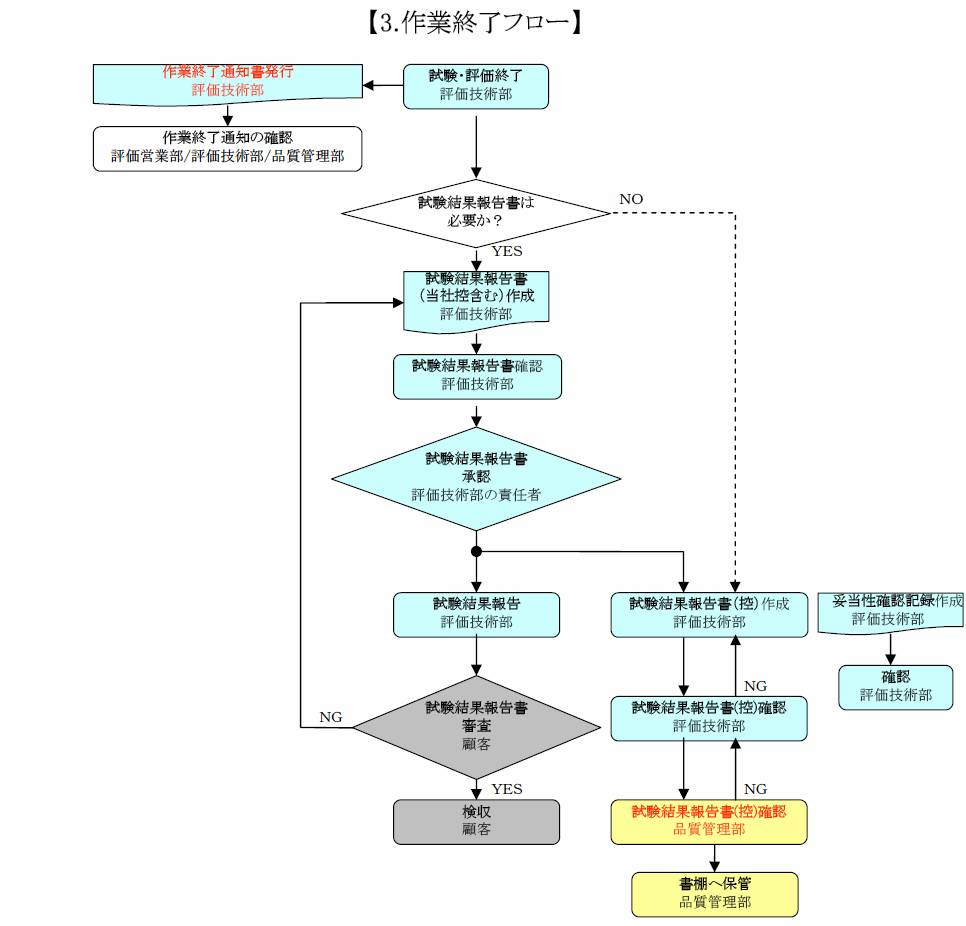 【3.作業終了フロー】
作業終了通知書発行
評価技術部
試験・評価終了
評価技術部
作業終了通知の確認
評価営業部/評価技術部/品質管理部
試験結果報告書は
必要か?
NO
YES
試験結果報告書
(当社控含む)作成
評価技術部
試験結果報告書確認
評価技術部
試験結果報告書
承認
評価技術部の責任者
試験結果報告
評価技術部
試験結果報告書(控)作成
評価技術部
妥当性確認記録作成
評価技術部
確認
評価技術部
NG
試験結果報告書(控)確認
評価技術部
NG
試験結果報告書
審査
顧客
NG
YES
検収
顧客
試験結果報告書(控)確認
品質管理部
書棚へ保管
品質管理部